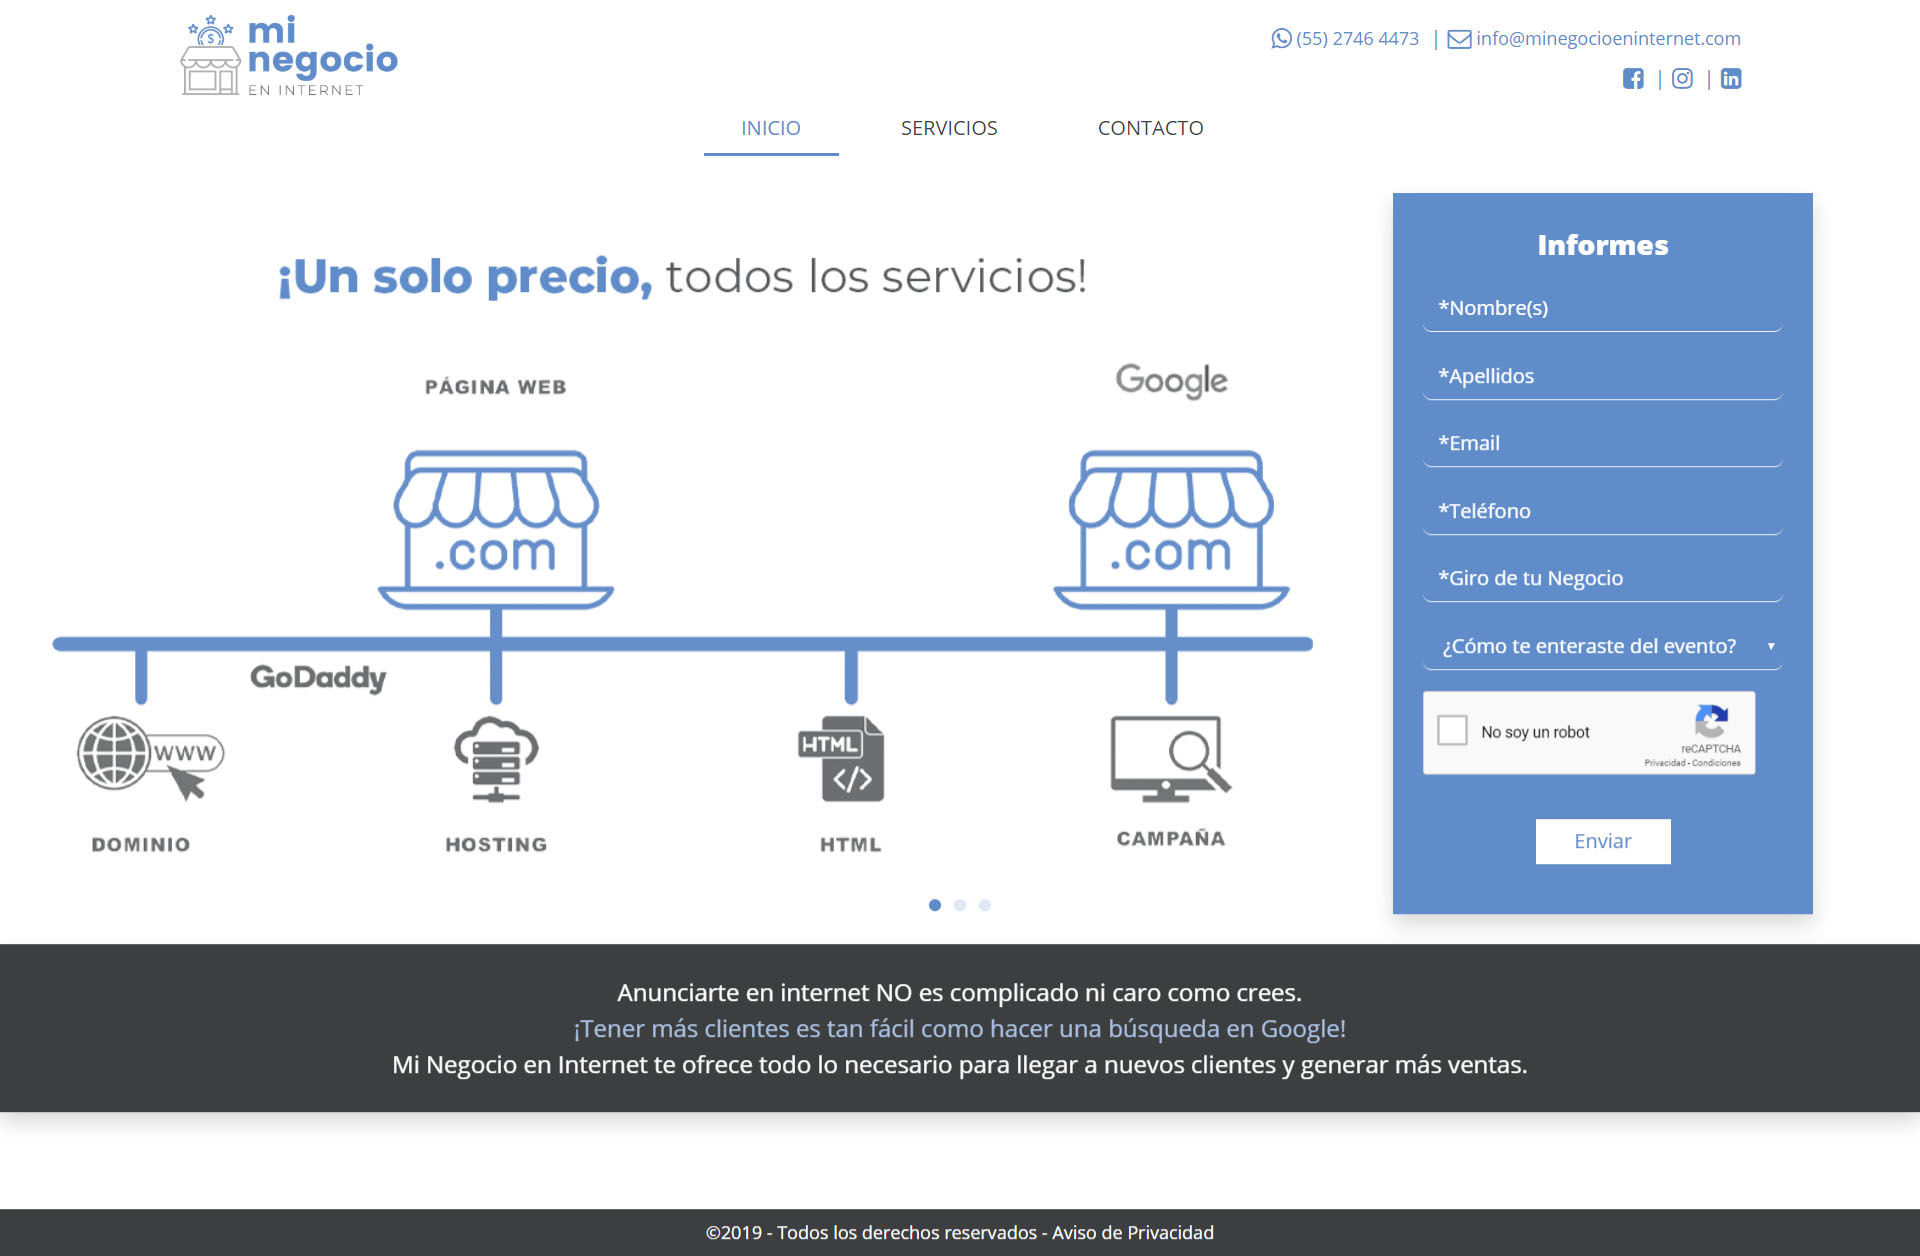 mi
negocio
EN INTERNET
(55) 2746 4473 | info@minegocioeninternet.com
INICIO SERVICIOS CONTACTO
¡Un solo precio, todos los servicios!
PÁGINA WEB
Google
.com
.com
GoDaddy
WWW
HTML
</>
DOMINIO
HOSTING
HTML
CAMPAÑA
Informes
*Nombre(s)
*Apellidos
*Email
*Teléfono
*Giro de tu Negocio
¿Cómo te enteraste del evento?
No soy un robot
reCAPTCHA
Privacidad - Condiciones
Enviar
Anunciarte en internet NO es complicado ni caro como crees.
¡Tener más clientes es tan fácil como hacer una búsqueda en Google!
Mi Negocio en Internet te ofrece todo lo necesario para llegar a nuevos clientes y generar más ventas.
©2019 - Todos los derechos reservados - Aviso de Privacidad